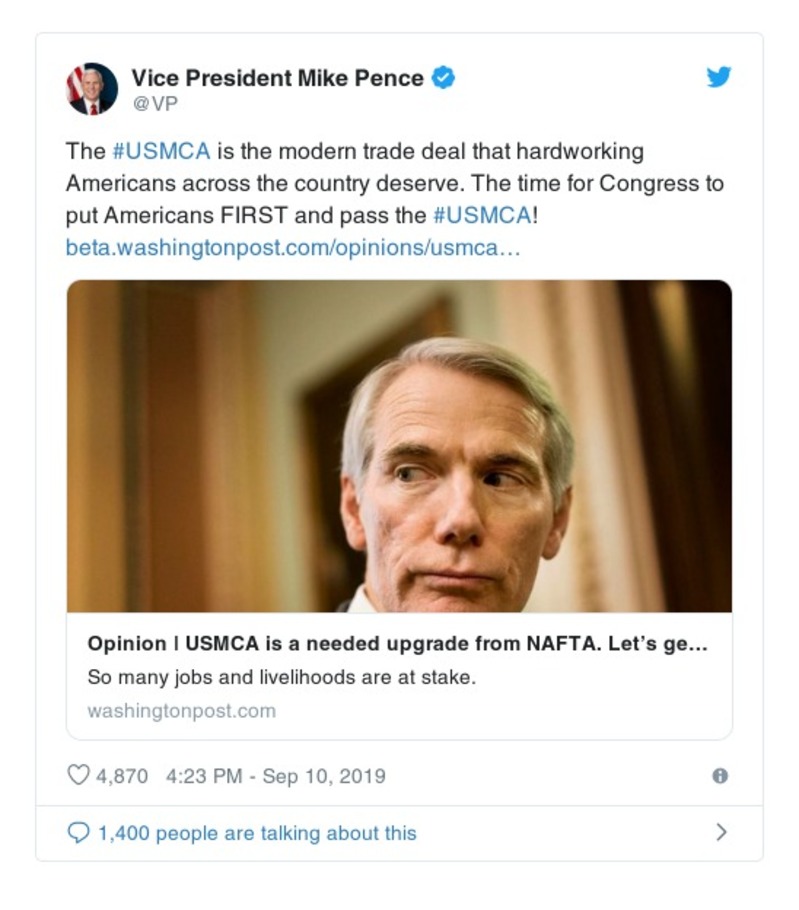 Vice President Mike Pence
@VP
The #USMCA is the modern trade deal that hardworking
Americans across the country deserve. The time for Congress to
put Americans FIRST and pass the #USMCA!
beta.washingtonpost.com/opinions/usmca…
Opinion | USMCA is a needed upgrade from NAFTA. Let’s ge…
So many jobs and livelihoods are at stake.
washingtonpost.com
4,870 4:23 PM - Sep 10, 2019
1,400 people are talking about this